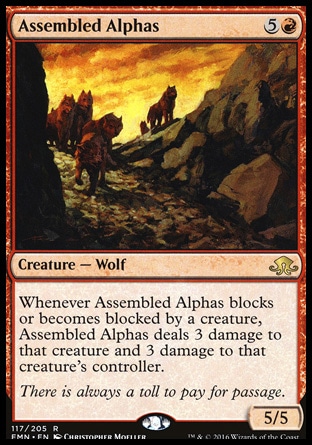 Assembled Alphas 5
Creature — Wolf
Whenever Assembled Alphas blocks
or becomes blocked by a creature,
Assembled Alphas deals 3 damage to
that creature and 3 damage to that
creature's controller.
There is always a toll to pay for passage.
5/5
117/205 R
EMN • EN Christopher Moeller
™ & © 2016 Wizards of the Coast